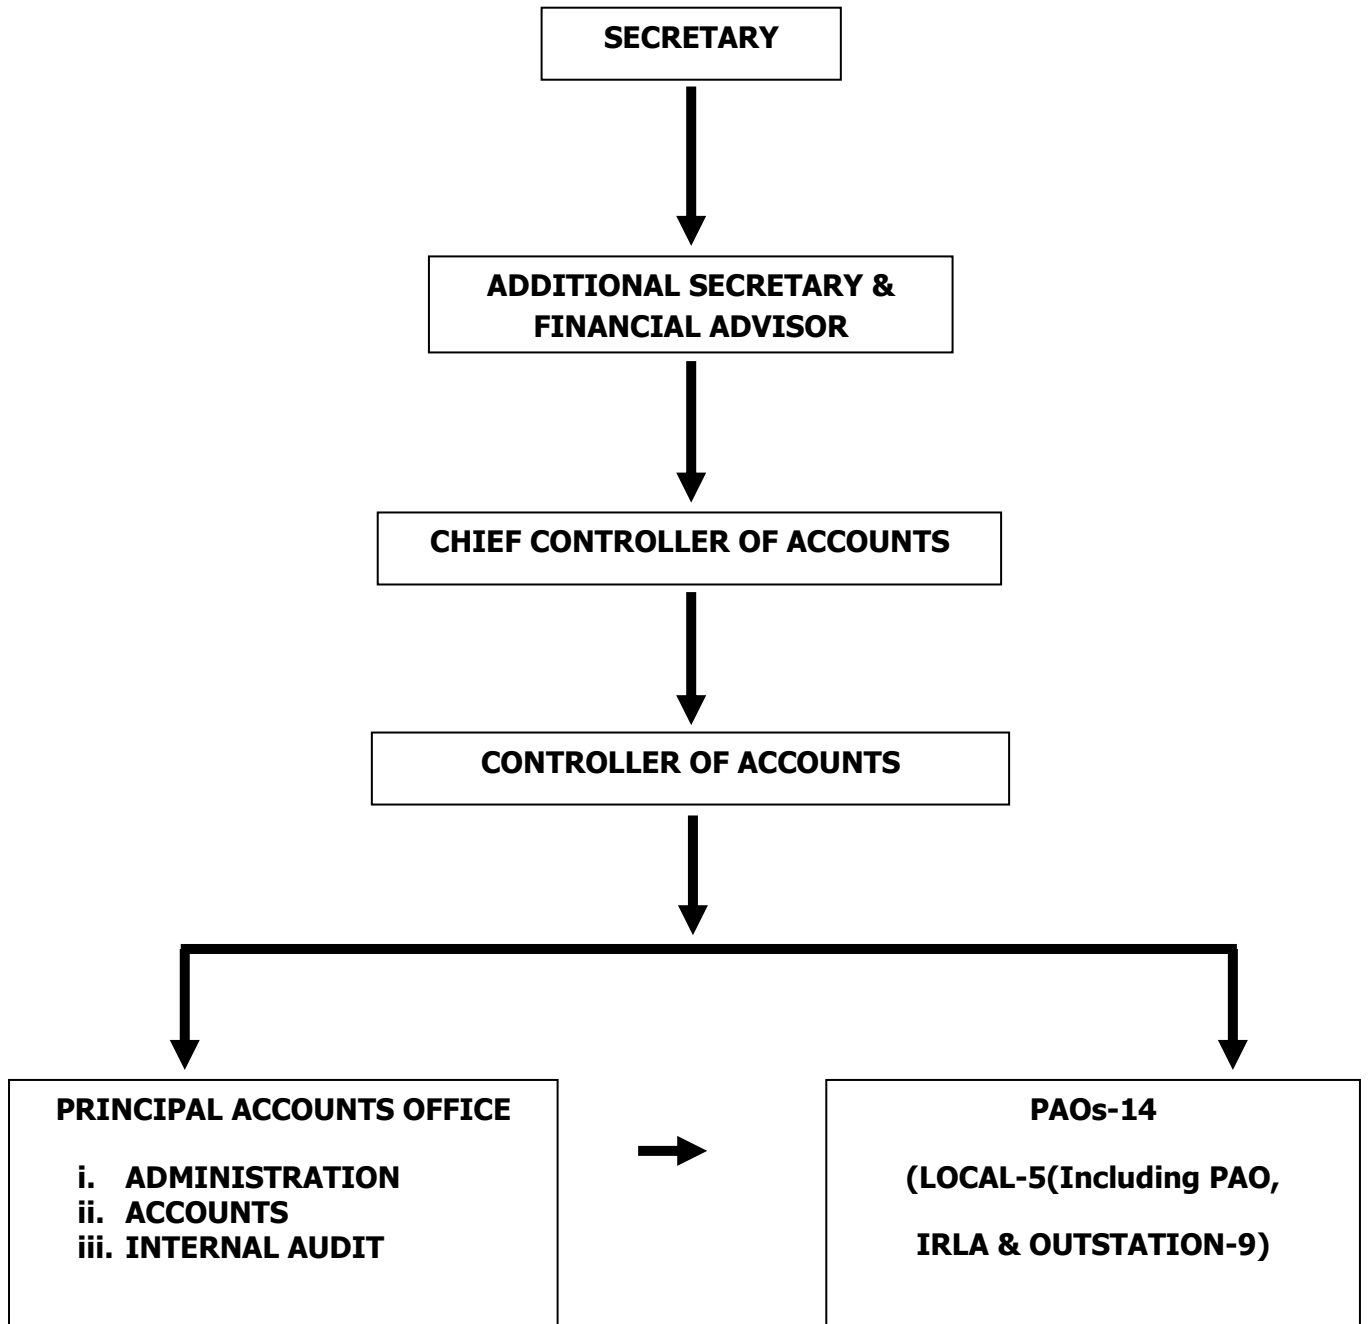 SECRETARY
ADDITIONAL SECRETARY &
FINANCIAL ADVISOR
CHIEF CONTROLLER OF ACCOUNTS
CONTROLLER OF ACCOUNTS
PRINCIPAL ACCOUNTS OFFICE
i. ADMINISTRATION
ii. ACCOUNTS
iii. INTERNAL AUDIT
PAOs-14
(LOCAL-5(Including PAO,
IRLA & OUTSTATION-9)